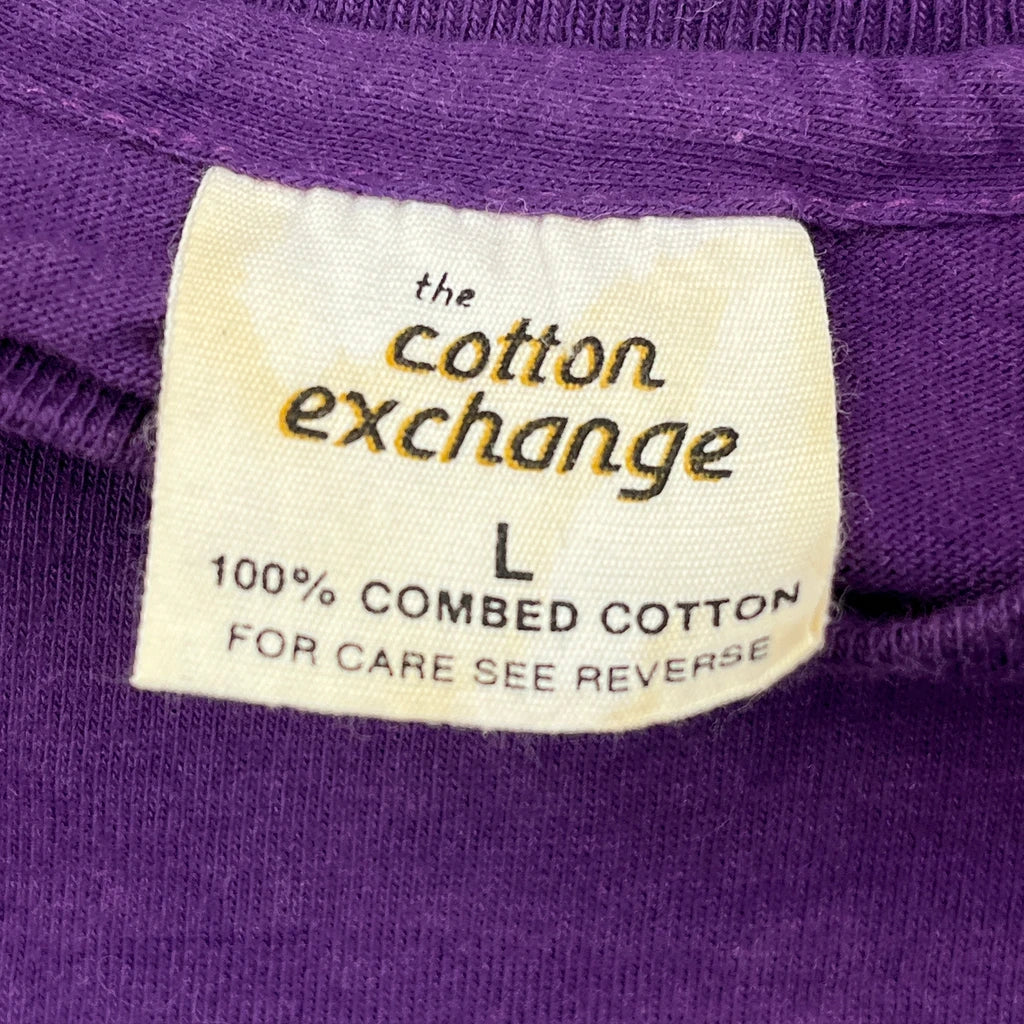 the
cotton
exchange
L
100% COMBED COTTON
FOR CARE SEE REVERSE